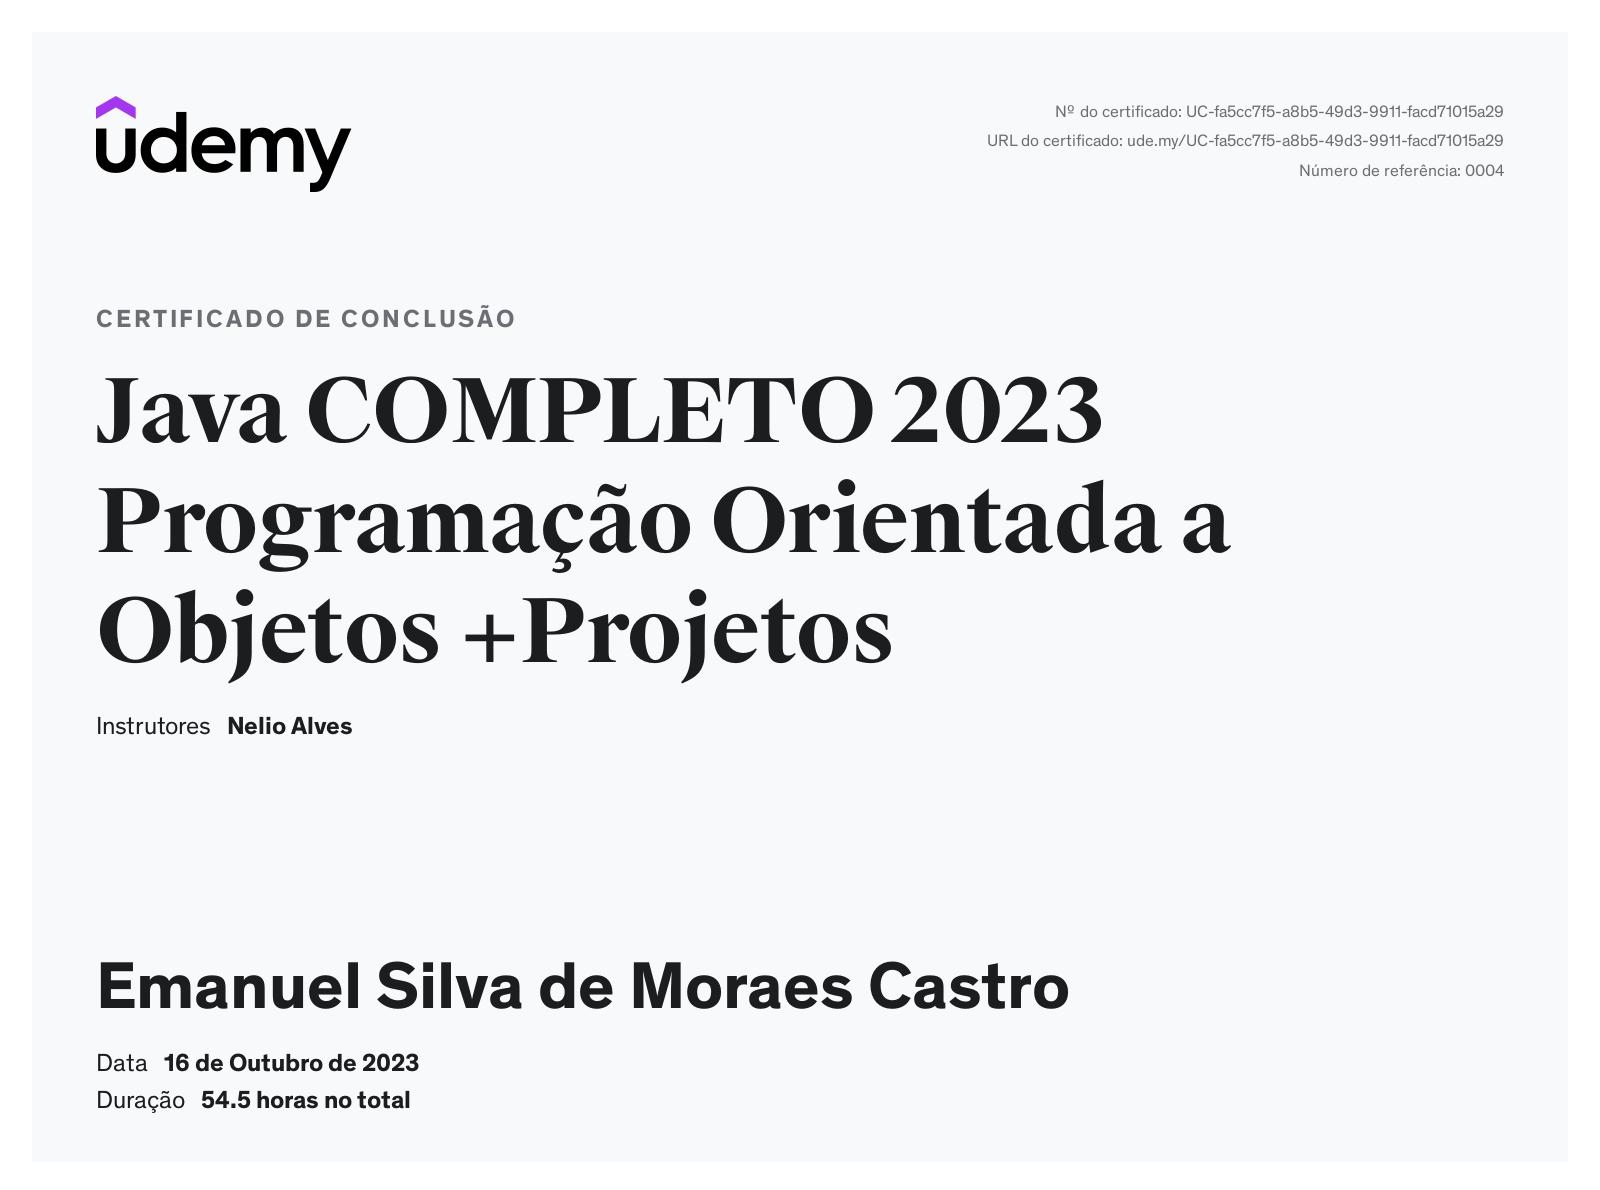 udemy
Nº do certificado: UC-fa5cc7f5-a8b5-49d3-9911-facd71015a29
URL do certificado: ude.my/UC-fa5cc7f5-a8b5-49d3-9911-facd71015a29
Número de referência: 0004
CERTIFICADO DE CONCLUSÃO
Java COMPLETO 2023
Programação Orientada a
Objetos +Projetos
Instrutores Nelio Alves
Emanuel Silva de Moraes Castro
Data 16 de Outubro de 2023
Duração 54.5 horas no total